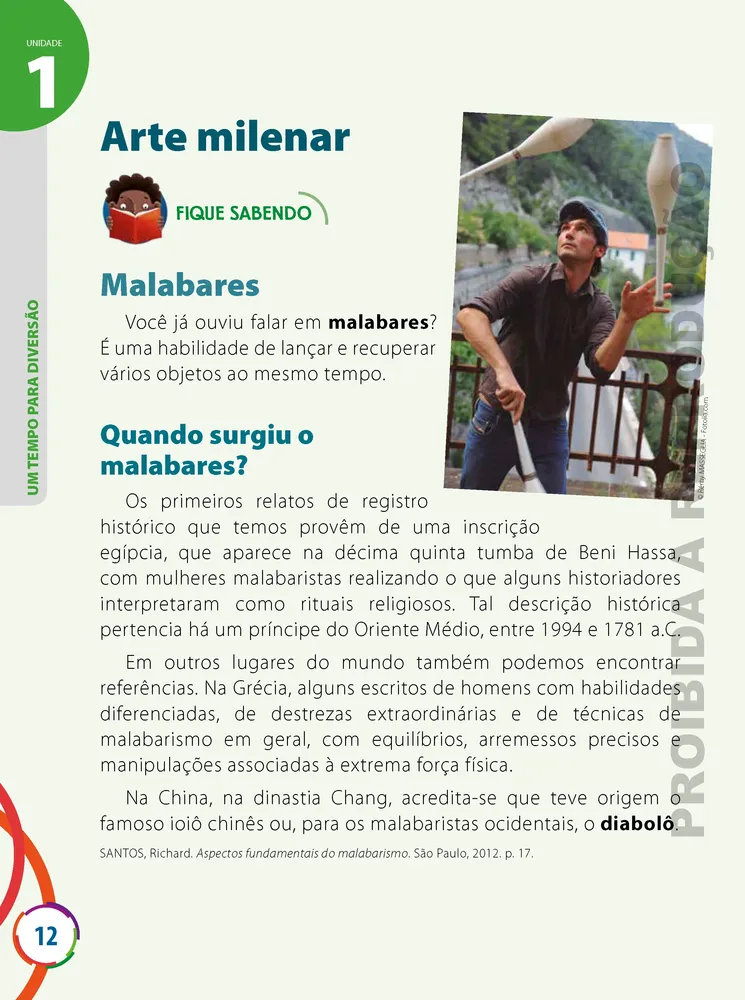 UNIDADE
1
UM TEMPO PARA DIVERSÃO
Arte milenar
FIQUE SABENDO
Malabares
Você já ouviu falar em malabares?
É uma habilidade de lançar e recuperar
vários objetos ao mesmo tempo.
Quando surgiu o
malabares?
Os primeiros relatos de registro
histórico que temos provêm de uma inscrição
egípcia, que aparece na décima quinta tumba de Beni Hassa,
com mulheres malabaristas realizando o que alguns historiadores
interpretaram como rituais religiosos. Tal descrição histórica
pertencia há um príncipe do Oriente Médio, entre 1994 e 1781 a.C.
Em outros lugares do mundo também podemos encontrar
referências. Na Grécia, alguns escritos de homens com habilidades
diferenciadas, de destrezas extraordinárias e de técnicas de
malabarismo em geral, com equilíbrios, arremessos precisos e
manipulações associadas à extrema força física.
Na China, na dinastia Chang, acredita-se que teve origem o
famoso ioiô chinês ou, para os malabaristas ocidentais, o diabolô.
SANTOS, Richard. Aspectos fundamentais do malabarismo. São Paulo, 2012. p. 17.
© Remy MASSEGLIA - Fotolia.com
PROIBIDA A REPRODUÇÃO
12